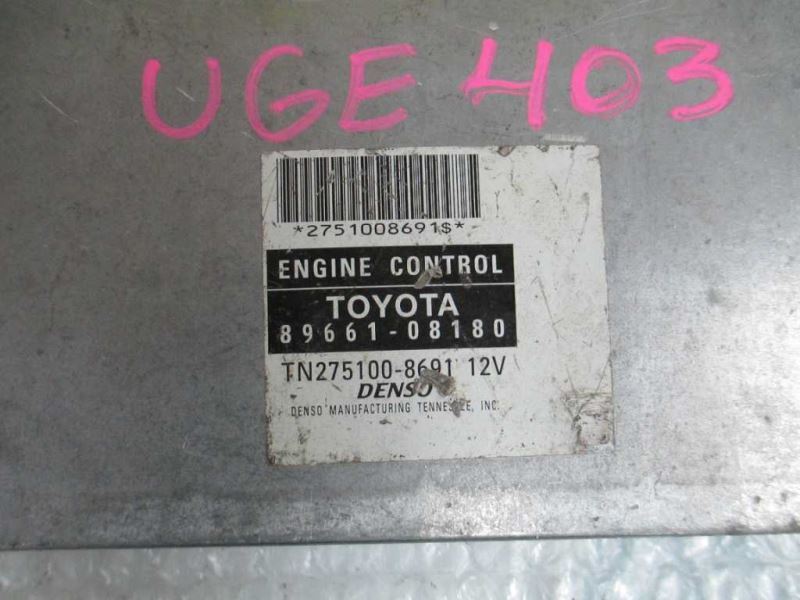 UGE 403
*2751008691$*
ENGINE CONTROL
TOYOTA
89661-08180
TN275100-8691 12V
DENSO
DENSO MANUFACTURING TENNESSEE, INC.